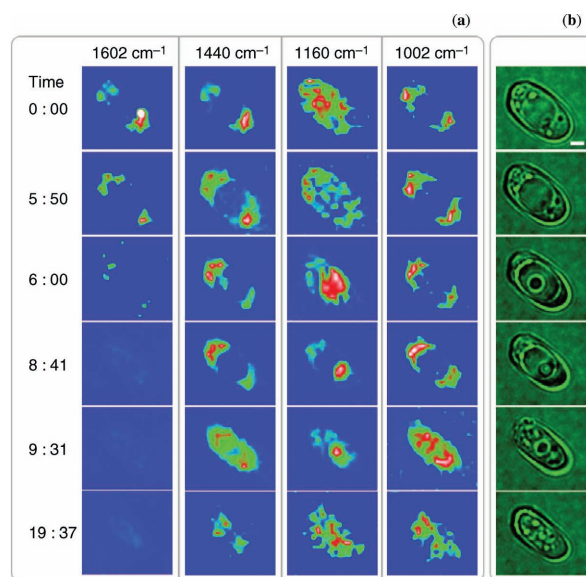 (a) (b)
1602 cm⁻¹ 1440 cm⁻¹ 1160 cm⁻¹ 1002 cm⁻¹
Time
0 : 00
5 : 50
6 : 00
8 : 41
9 : 31
19 : 37